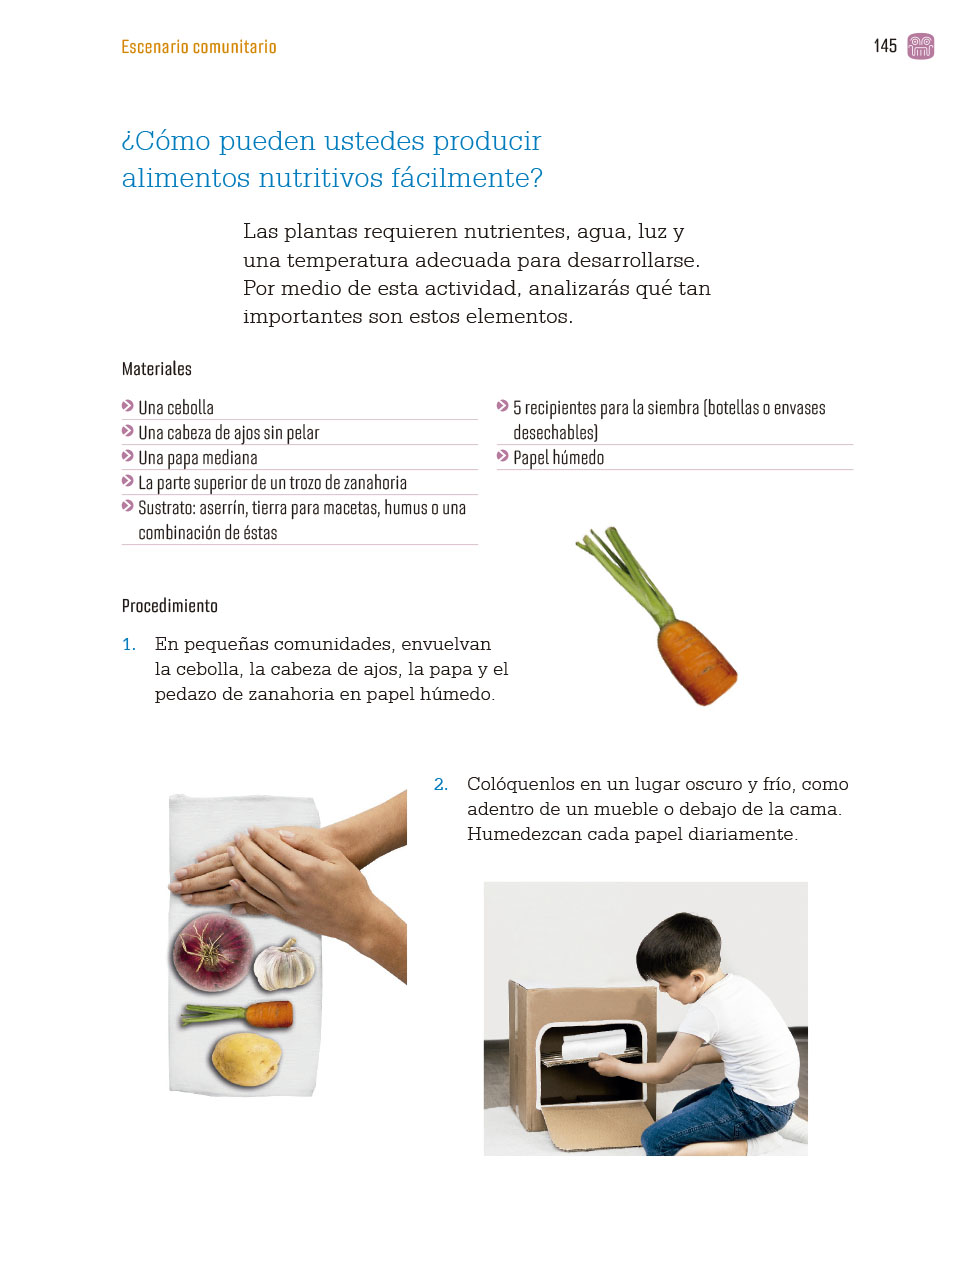 Escenario comunitario
145
¿Cómo pueden ustedes producir
alimentos nutritivos fácilmente?
Las plantas requieren nutrientes, agua, luz y
una temperatura adecuada para desarrollarse.
Por medio de esta actividad, analizarás qué tan
importantes son estos elementos.
Materiales
Una cebolla
Una cabeza de ajos sin pelar
Una papa mediana
La parte superior de un trozo de zanahoria
Sustrato: aserrín, tierra para macetas, humus o una
combinación de éstas
5 recipientes para la siembra (botellas o envases
desechables)
Papel húmedo
Procedimiento
1. En pequeñas comunidades, envuelvan
la cebolla, la cabeza de ajos, la papa y el
pedazo de zanahoria en papel húmedo.
2. Colóquenlos en un lugar oscuro y frío, como
adentro de un mueble o debajo de la cama.
Humedezcan cada papel diariamente.